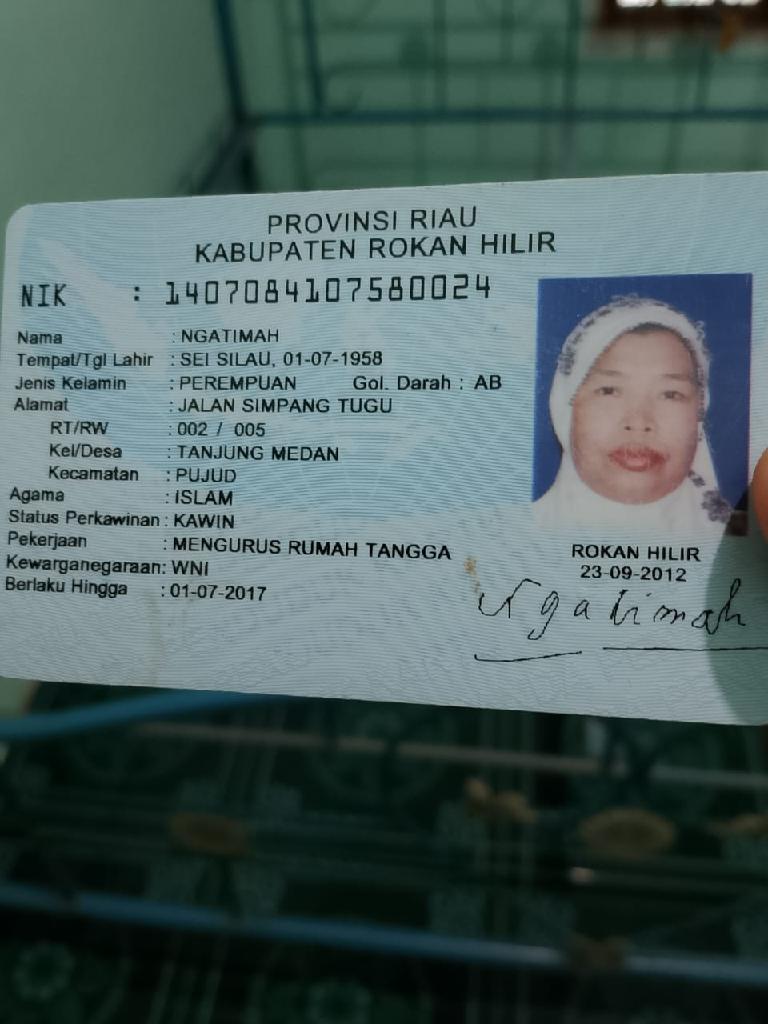 PROVINSI RIAU
KABUPATEN ROKAN HILIR
NIK : 1407084107580024
Nama : NGATIMAH
Tempat/Tgl Lahir : SEI SILAU, 01-07-1958
Jenis Kelamin : PEREMPUAN Gol. Darah : AB
Alamat : JALAN SIMPANG TUGU
RT/RW : 002 / 005
Kel/Desa : TANJUNG MEDAN
Kecamatan : PUJUD
Agama : ISLAM
Status Perkawinan : KAWIN
Pekerjaan : MENGURUS RUMAH TANGGA
Kewarganegaraan: WNI
Berlaku Hingga : 01-07-2017
ROKAN HILIR
23-09-2012
Ngatimah